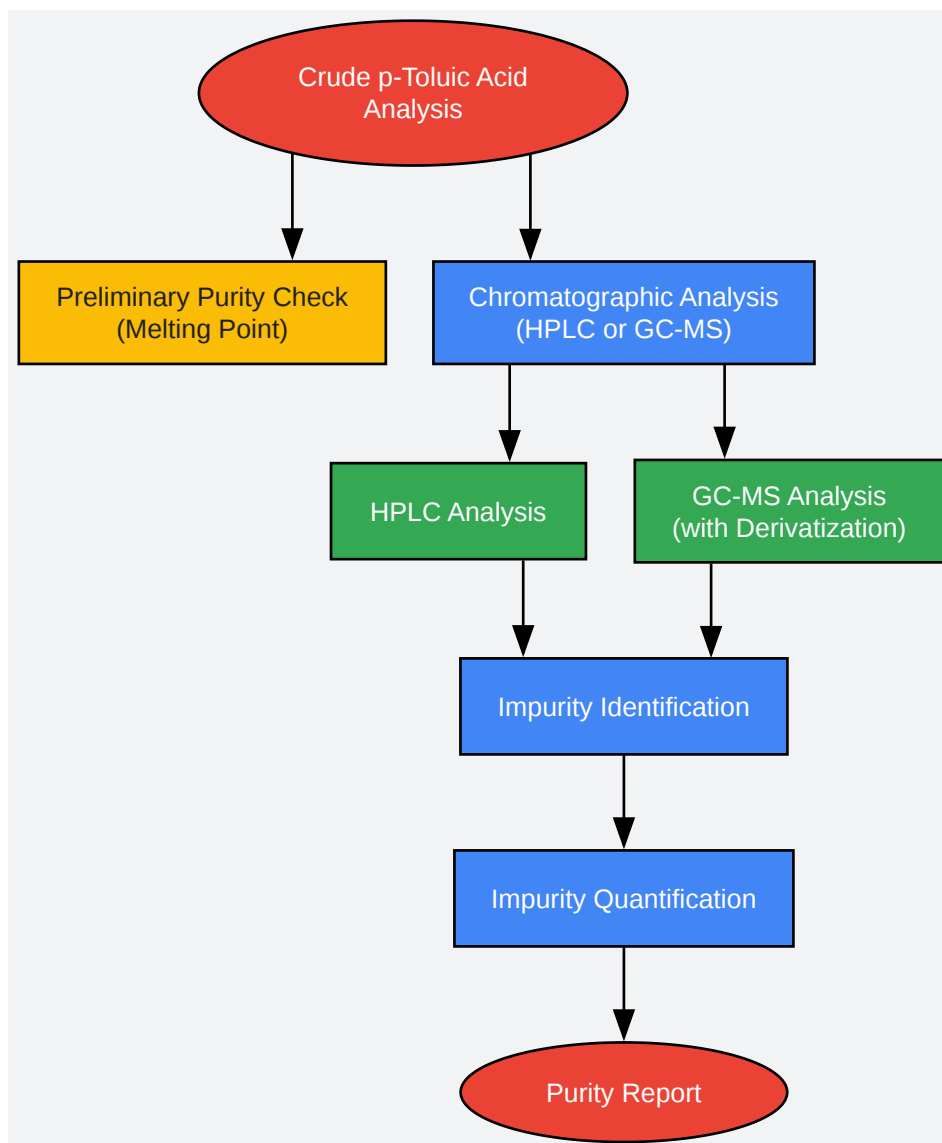 Crude p-Toluic Acid
Analysis
Preliminary Purity Check
(Melting Point)
Chromatographic Analysis
(HPLC or GC-MS)
HPLC Analysis
GC-MS Analysis
(with Derivatization)
Impurity Identification
Impurity Quantification
Purity Report